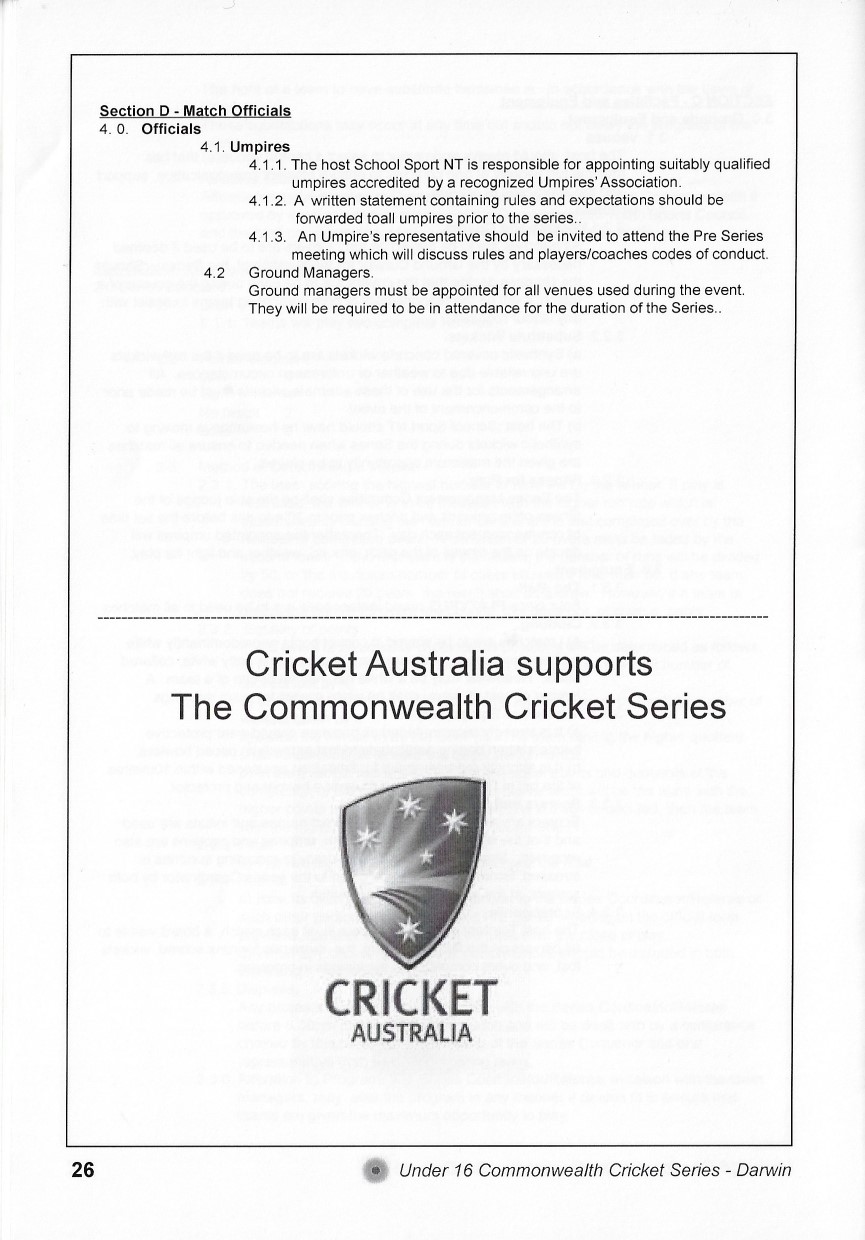 Section D - Match Officials
4. 0. Officials
4.1. Umpires
4.1.1. The host School Sport NT is responsible for appointing suitably qualified
umpires accredited by a recognized Umpires' Association.
4.1.2. A written statement containing rules and expectations should be
forwarded toall umpires prior to the series..
4.1.3. An Umpire's representative should be invited to attend the Pre Series
meeting which will discuss rules and players/coaches codes of conduct.
4.2 Ground Managers.
Ground managers must be appointed for all venues used during the event.
They will be required to be in attendance for the duration of the Series..
Cricket Australia supports
The Commonwealth Cricket Series
CRICKET
AUSTRALIA
26 Under 16 Commonwealth Cricket Series - Darwin